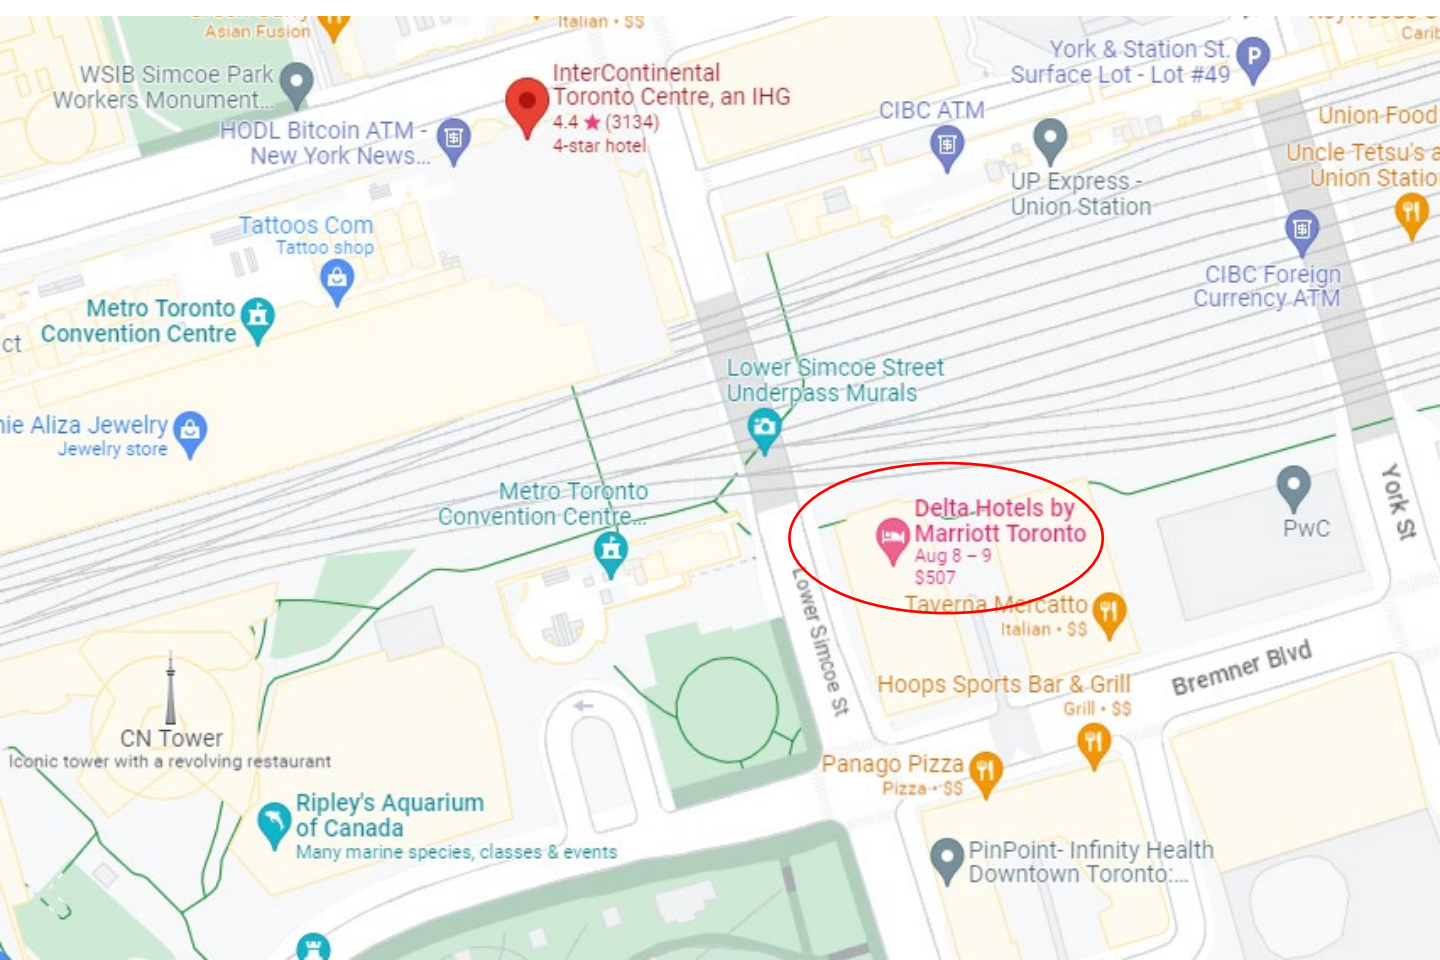 Asian Fusion
Italian • $$
Carib
WSIB Simcoe Park
Workers Monument...
InterContinental
Toronto Centre, an IHG
4.4 ★ (3134)
4-star hotel
York & Station St.
Surface Lot - Lot #49
P
CIBC ATM
HODL Bitcoin ATM -
New York News...
Union Food
Uncle Tetsu's a
Union Station
UP Express -
Union Station
Tattoos Com
Tattoo shop
CIBC Foreign
Currency ATM
Metro Toronto
Convention Centre
ct
Lower Simcoe Street
Underpass Murals
nie Aliza Jewelry
Jewelry store
Metro Toronto
Convention Centre...
Delta Hotels by
Marriott Toronto
Aug 8 – 9
$507
PwC
York St
Lower Simcoe St
Taverna Mercatto
Italian • $$
Bremner Blvd
Hoops Sports Bar & Grill
Grill • $$
CN Tower
Iconic tower with a revolving restaurant
Panago Pizza
Pizza • $$
Ripley's Aquarium
of Canada
Many marine species, classes & events
PinPoint- Infinity Health
Downtown Toronto:...